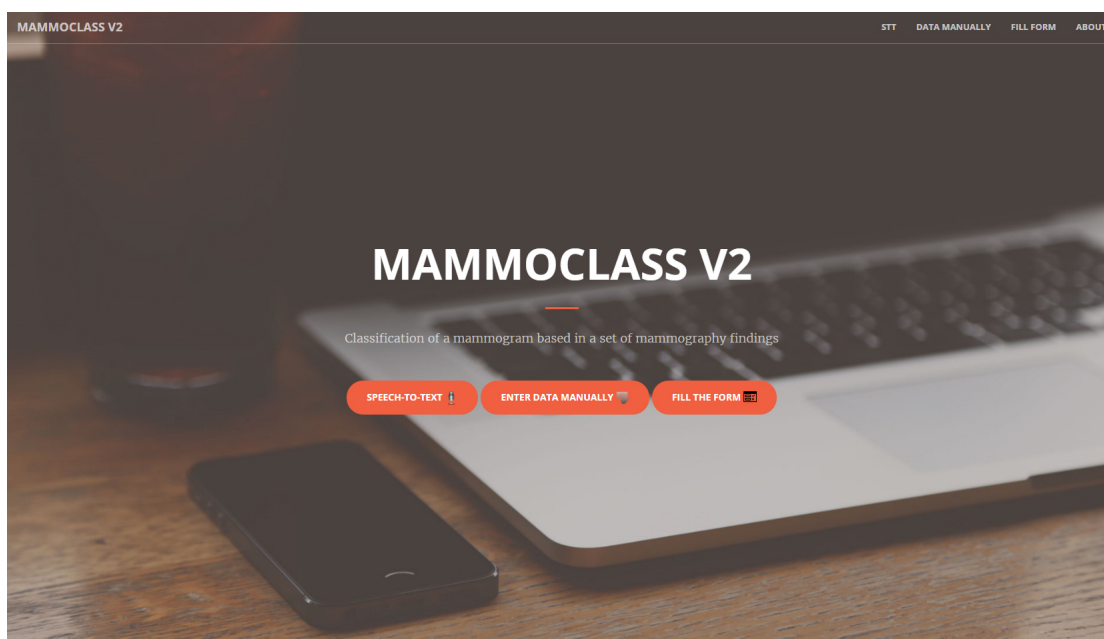 MAMMOCLASS V2
STT DATA MANUALLY FILL FORM ABOUT
MAMMOCLASS V2
Classification of a mammogram based in a set of mammography findings
SPEECH-TO-TEXT ENTER DATA MANUALLY FILL THE FORM